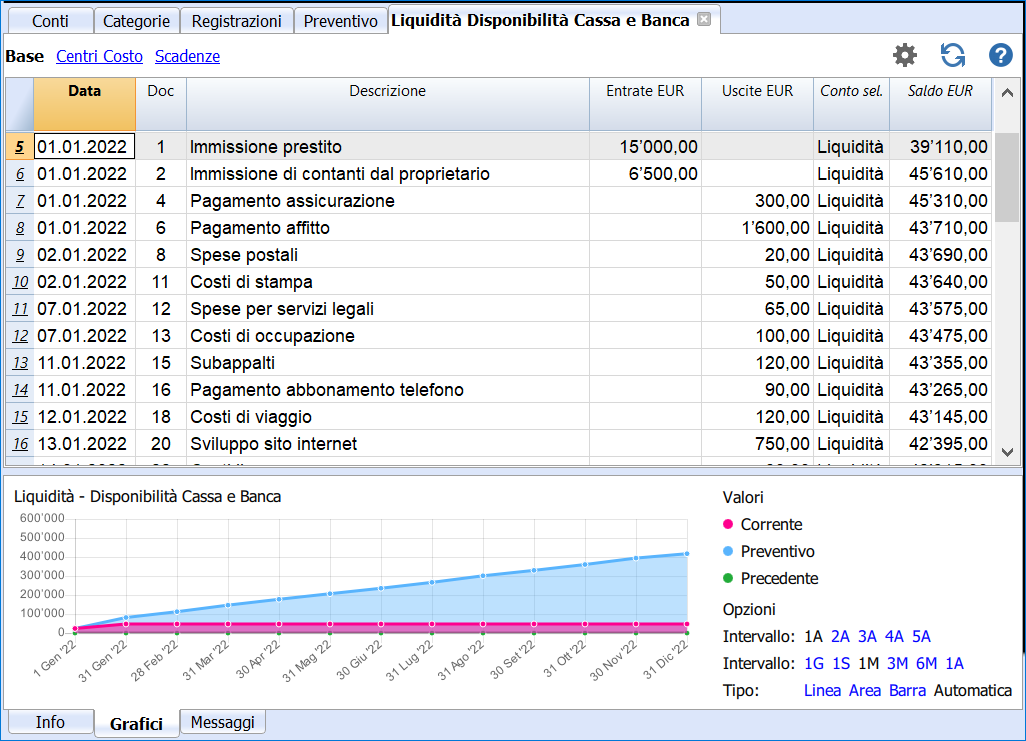 Conti Categorie Registrazioni Preventivo Liquidità Disponibilità Cassa e Banca
Base Centri Costo Scadenze
Data Doc Descrizione Entrate EUR Uscite EUR Conto sel. Saldo EUR
5 01.01.2022 1 Immissione prestito 15’000,00 Liquidità 39’110,00
6 01.01.2022 2 Immissione di contanti dal proprietario 6’500,00 Liquidità 45’610,00
7 01.01.2022 4 Pagamento assicurazione 300,00 Liquidità 45’310,00
8 01.01.2022 6 Pagamento affitto 1’600,00 Liquidità 43’710,00
9 02.01.2022 8 Spese postali 20,00 Liquidità 43’690,00
10 02.01.2022 11 Costi di stampa 50,00 Liquidità 43’640,00
11 07.01.2022 12 Spese per servizi legali 65,00 Liquidità 43’575,00
12 07.01.2022 13 Costi di occupazione 100,00 Liquidità 43’475,00
13 11.01.2022 15 Subappalti 120,00 Liquidità 43’355,00
14 11.01.2022 16 Pagamento abbonamento telefono 90,00 Liquidità 43’265,00
15 12.01.2022 18 Costi di viaggio 120,00 Liquidità 43’145,00
16 13.01.2022 20 Sviluppo sito internet 750,00 Liquidità 42’395,00
Liquidità - Disponibilità Cassa e Banca
600’000
500’000
400’000
300’000
200’000
100’000
0
1 Gen '22 31 Gen '22 28 Feb '22 31 Mar '22 30 Apr '22 31 Mag '22 30 Giu '22 31 Lug '22 31 Ago '22 30 Set '22 31 Ott '22 30 Nov '22 31 Dic '22
Valori
Corrente
Preventivo
Precedente
Opzioni
Intervallo: 1A 2A 3A 4A 5A
Intervallo: 1G 1S 1M 3M 6M 1A
Tipo: Linea Area Barra Automatica
Info Grafici Messaggi